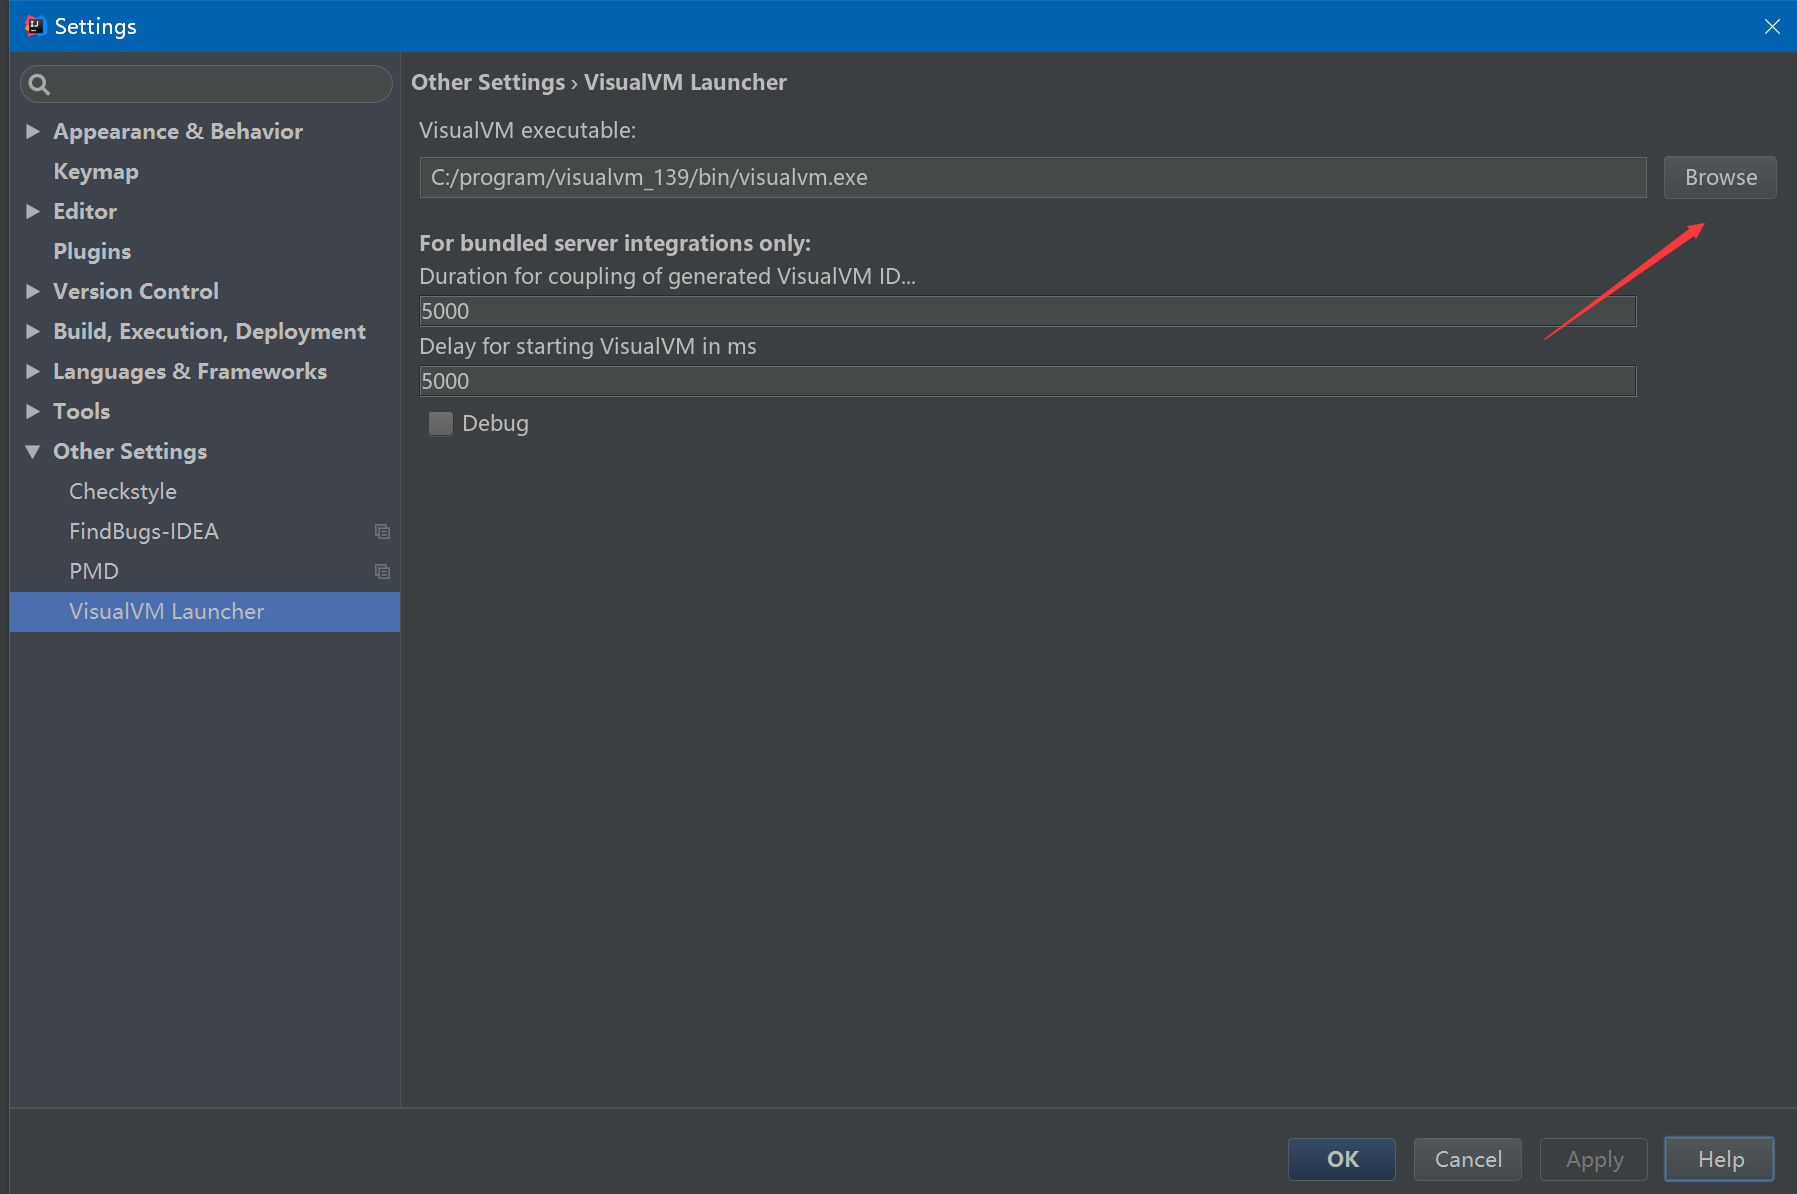 Settings
Appearance & Behavior
Keymap
Editor
Plugins
Version Control
Build, Execution, Deployment
Languages & Frameworks
Tools
Other Settings
Checkstyle
FindBugs-IDEA
PMD
VisualVM Launcher
Other Settings › VisualVM Launcher
VisualVM executable:
C:/program/visualvm_139/bin/visualvm.exe
Browse
For bundled server integrations only:
Duration for coupling of generated VisualVM ID...
5000
Delay for starting VisualVM in ms
5000
Debug
OK
Cancel
Apply
Help